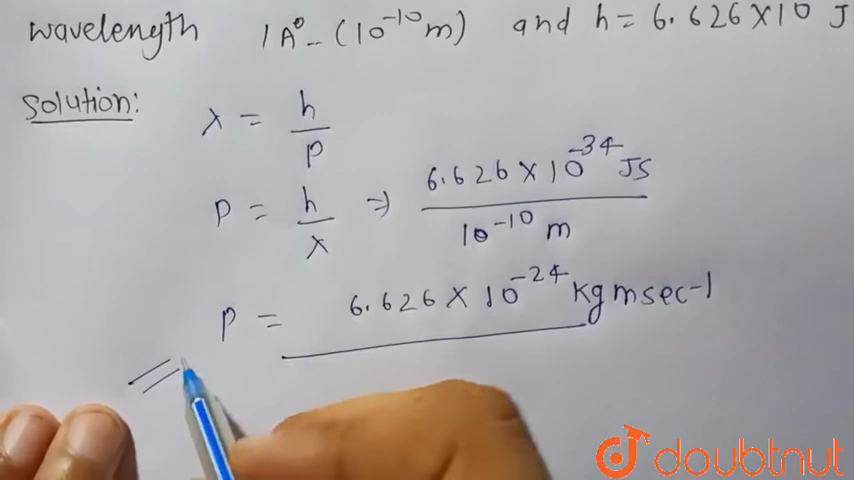 wavelength 1A° - (10⁻¹⁰ m) and h = 6.626 X 10 J
Solution:
λ = h / P
P = h / λ ⇒ 6.626 X 10⁻³⁴ JS / 10⁻¹⁰ m
P = 6.626 X 10⁻²⁴ kg m sec-1
doubtnut